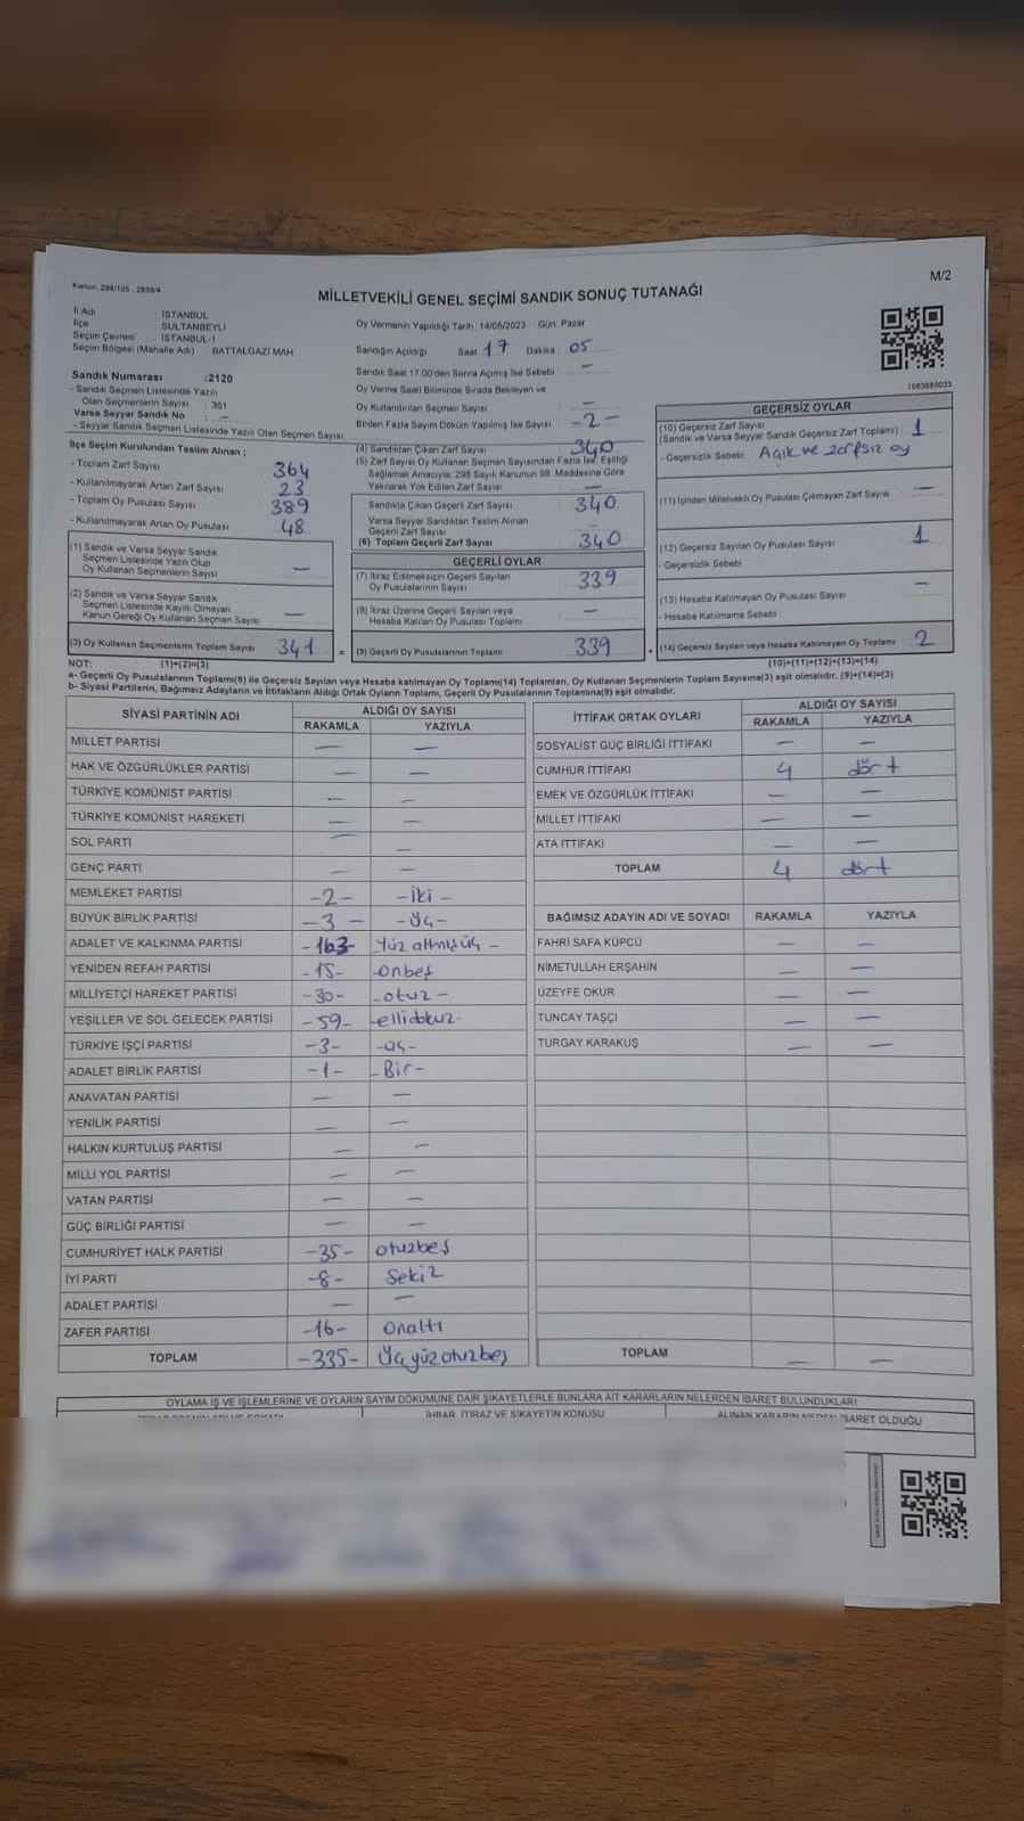 M/2
MİLLETVEKİLİ GENEL SEÇİMİ SANDIK SONUÇ TUTANAĞI
İl Adı : İSTANBUL
İlçe : SULTANBEYLİ
Seçim Çevresi : İSTANBUL-1
Seçim Bölgesi (Mahalle Adı) BATTALGAZİ MAH
Sandık Numarası :2120
- Sandık Seçmen Listesinde Yazılı
Olan Seçmenlerin Sayısı :
Varsa Seyyar Sandık No : -
- Seyyar Sandık Seçmen Listesinde Yazılı Olan Seçmen Sayısı
İlçe Seçim Kurulundan Teslim Alınan :
- Toplam Zarf Sayısı 364
- Kullanılmayarak Artan Zarf Sayısı 23
- Toplam Oy Pusulası Sayısı 389
- Kullanılmayarak Artan Oy Pusulası 48
(1) Sandık ve Varsa Seyyar Sandık
Seçmen Listesinde Yazılı Olup
Oy Kullanan Seçmenlerin Sayısı —
(2) Sandık ve Varsa Seyyar Sandık
Seçmen Listesinde Kayıtlı Olmayan
Kanun Gereği Oy Kullanan Seçmen Sayısı —
(3) Oy Kullanan Seçmenlerin Toplam Sayısı 341 =
Oy Vermenin Yapıldığı Tarih: 14/05/2023 Gün: Pazar
Sandığın Açıldığı Saat 17 Dakika 05
Sandık Saat 17.00'den Sonra Açılmış İse Sebebi —
Oy Verme Saati Bitiminde Sırada Bekleyen ve
Oy Kullandırılan Seçmen Sayısı —
Birden Fazla Sayım Döküm Yapılmış İse Sayısı -2-
(4) Sandıktan Çıkan Zarf Sayısı 340
(5) Zarf Sayısı Oy Kullanan Seçmen Sayısından Fazla İse, Eşitliği
Sağlamak Amacıyla; 298 Sayılı Kanunun 98. Maddesine Göre
Yakılarak Yok Edilen Zarf Sayısı —
Sandıkta Çıkan Geçerli Zarf Sayısı 340
Varsa Seyyar Sandıktan Teslim Alınan
Geçerli Zarf Sayısı
(6) Toplam Geçerli Zarf Sayısı 340
GEÇERLİ OYLAR
(7) İtiraz Edilmeksizin Geçerli Sayılan
Oy Pusulalarının Sayısı 339
(8) İtiraz Üzerine Geçerli Sayılan veya
Hesaba Katılan Oy Pusulası Toplamı —
(9) Geçerli Oy Pusulalarının Toplamı 339 +
GEÇERSİZ OYLAR
(10) Geçersiz Zarf Sayısı
(Sandık ve Varsa Seyyar Sandık Geçersiz Zarf Toplamı) 1
- Geçersizlik Sebebi: Açık ve zarfsız oy
(11) İçinden Milletvekili Oy Pusulası Çıkmayan Zarf Sayısı —
(12) Geçersiz Sayılan Oy Pusulası Sayısı 1
- Geçersizlik Sebebi
(13) Hesaba Katılmayan Oy Pusulası Sayısı —
- Hesaba Katılmama Sebebi :
(14) Geçersiz Sayılan veya Hesaba Katılmayan Oy Toplamı 2
NOT: (1)+(2)=(3) (10)+(11)+(12)+(13)=(14)
a- Geçerli Oy Pusulasının Toplamı(9) ile Geçersiz Sayılan veya Hesaba katılmayan Oy Toplamı(14) Toplamları, Oy Kullanan Seçmenlerin Toplam Sayısına(3) eşit olmalıdır. (9)+(14)=(3)
b- Siyasi Partilerin, Bağımsız Adayların ve İttifakların Aldığı Ortak Oyların Toplamı, Geçerli Oy Pusulalarının Toplamına(9) eşit olmalıdır.
SİYASİ PARTİNİN ADI ALDIĞI OY SAYISI
RAKAMLA YAZIYLA
MİLLET PARTİSİ — —
HAK VE ÖZGÜRLÜKLER PARTİSİ — —
TÜRKİYE KOMÜNİST PARTİSİ — —
TÜRKİYE KOMÜNİST HAREKETİ — —
SOL PARTİ — —
GENÇ PARTİ — —
MEMLEKET PARTİSİ -2- -iki-
BÜYÜK BİRLİK PARTİSİ -3- -Üç-
ADALET VE KALKINMA PARTİSİ -163- Yüz altmışüç -
YENİDEN REFAH PARTİSİ -15- -onbeş
MİLLİYETÇİ HAREKET PARTİSİ -30- -otuz-
YEŞİLLER VE SOL GELECEK PARTİSİ -59- -ellidokuz-
TÜRKİYE İŞÇİ PARTİSİ -3- -üç-
ADALET BİRLİK PARTİSİ -1- -Bir-
ANAVATAN PARTİSİ — —
YENİLİK PARTİSİ — —
HALKIN KURTULUŞ PARTİSİ — —
MİLLİ YOL PARTİSİ — —
VATAN PARTİSİ — —
GÜÇ BİRLİĞİ PARTİSİ — —
CUMHURİYET HALK PARTİSİ -35- otuzbeş
İYİ PARTİ -8- Sekiz
ADALET PARTİSİ — —
ZAFER PARTİSİ -16- Onaltı
TOPLAM -335- Üçyüzotuzbeş
İTTİFAK ORTAK OYLARI ALDIĞI OY SAYISI
RAKAMLA YAZIYLA
SOSYALİST GÜÇ BİRLİĞİ İTTİFAKI — —
CUMHUR İTTİFAKI 4 dört
EMEK VE ÖZGÜRLÜK İTTİFAKI — —
MİLLET İTTİFAKI — —
ATA İTTİFAKI — —
TOPLAM 4 dört
BAĞIMSIZ ADAYIN ADI VE SOYADI RAKAMLA YAZIYLA
FAHRİ SAFA KÜPCÜ — —
NİMETULLAH ERŞAHİN — —
ÜZEYFE OKUR — —
TUNCAY TAŞÇI — —
TURGAY KARAKUŞ — —
TOPLAM — —
OYLAMA İŞ VE İŞLEMLERİNE VE OYLARIN SAYIM DÖKÜMÜNE DAİR ŞİKAYETLERLE BUNLARA AİT KARARLARIN NELERDEN İBARET BULUNDUKLARI
İHBAR, İTİRAZ VE ŞİKAYETİN KONUSU